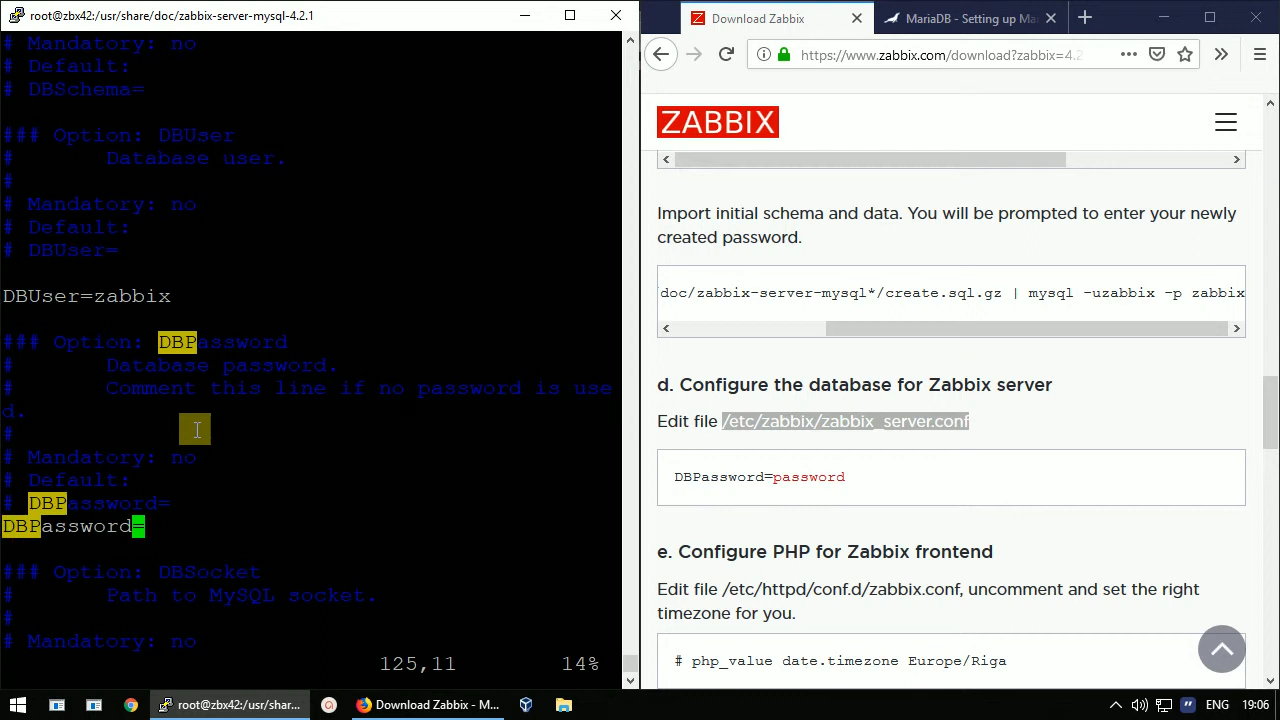 root@zbx42:/usr/share/doc/zabbix-server-mysql-4.2.1
# Mandatory: no
# Default:
# DBSchema=
### Option: DBUser
#       Database user.
#
# Mandatory: no
# Default:
# DBUser=
DBUser=zabbix
### Option: DBPassword
#       Database password.
#       Comment this line if no password is use
d.
#
# Mandatory: no
# Default:
# DBPassword=
DBPassword=
### Option: DBSocket
#       Path to MySQL socket.
#
# Mandatory: no
125,11 14%
Download Zabbix
MariaDB - Setting up Ma
https://www.zabbix.com/download?zabbix=4.2
ZABBIX
Import initial schema and data. You will be prompted to enter your newly
created password.
doc/zabbix-server-mysql*/create.sql.gz | mysql -uzabbix -p zabbix
d. Configure the database for Zabbix server
Edit file /etc/zabbix/zabbix_server.conf
DBPassword=password
e. Configure PHP for Zabbix frontend
Edit file /etc/httpd/conf.d/zabbix.conf, uncomment and set the right
timezone for you.
# php_value date.timezone Europe/Riga
root@zbx42:/usr/shar...
Download Zabbix - M...
ENG
19:06